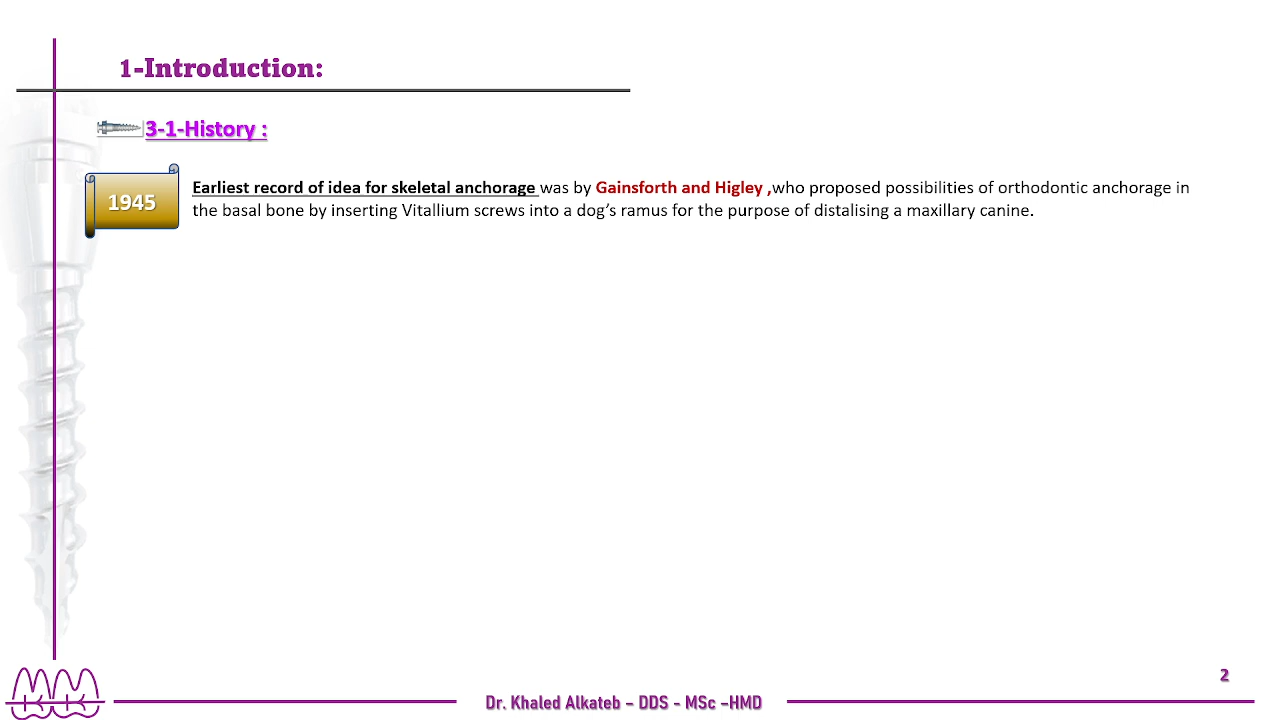 1-Introduction:
3-1-History :
1945
Earliest record of idea for skeletal anchorage was by Gainsforth and Higley ,who proposed possibilities of orthodontic anchorage in
the basal bone by inserting Vitallium screws into a dog’s ramus for the purpose of distalising a maxillary canine.
2
Dr. Khaled Alkateb – DDS - MSc –HMD